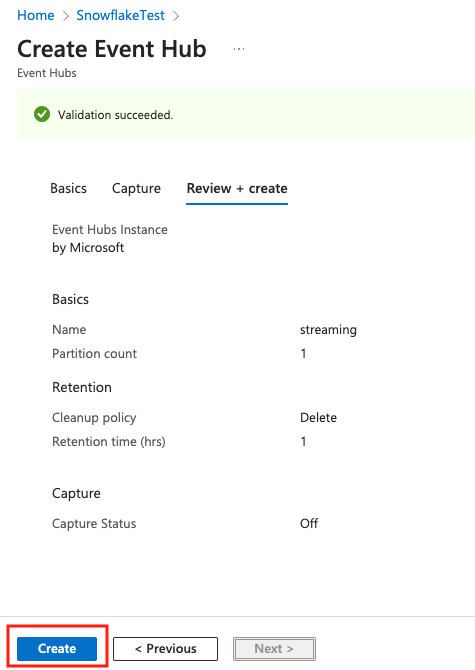 Home > SnowflakeTest >
Create Event Hub ...
Event Hubs
Validation succeeded.
Basics Capture Review + create
Event Hubs Instance
by Microsoft
Basics
Name streaming
Partition count 1
Retention
Cleanup policy Delete
Retention time (hrs) 1
Capture
Capture Status Off
Create < Previous Next >